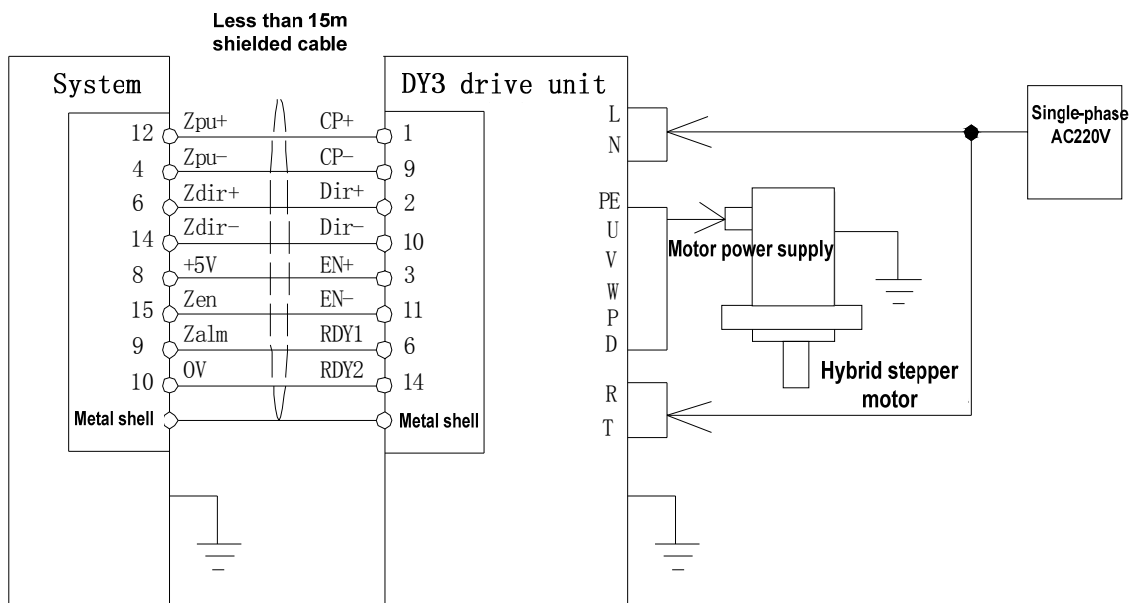 Less than 15m
shielded cable
System
DY3 drive unit
12 Zpu+ CP+ 1
4 Zpu- CP- 9
6 Zdir+ Dir+ 2
14 Zdir- Dir- 10
8 +5V EN+ 3
15 Zen EN- 11
9 Zalm RDY1 6
10 0V RDY2 14
Metal shell Metal shell
L
N
PE
U
V
W
P
D
R
T
Motor power supply
Hybrid stepper
motor
Single-phase
AC220V